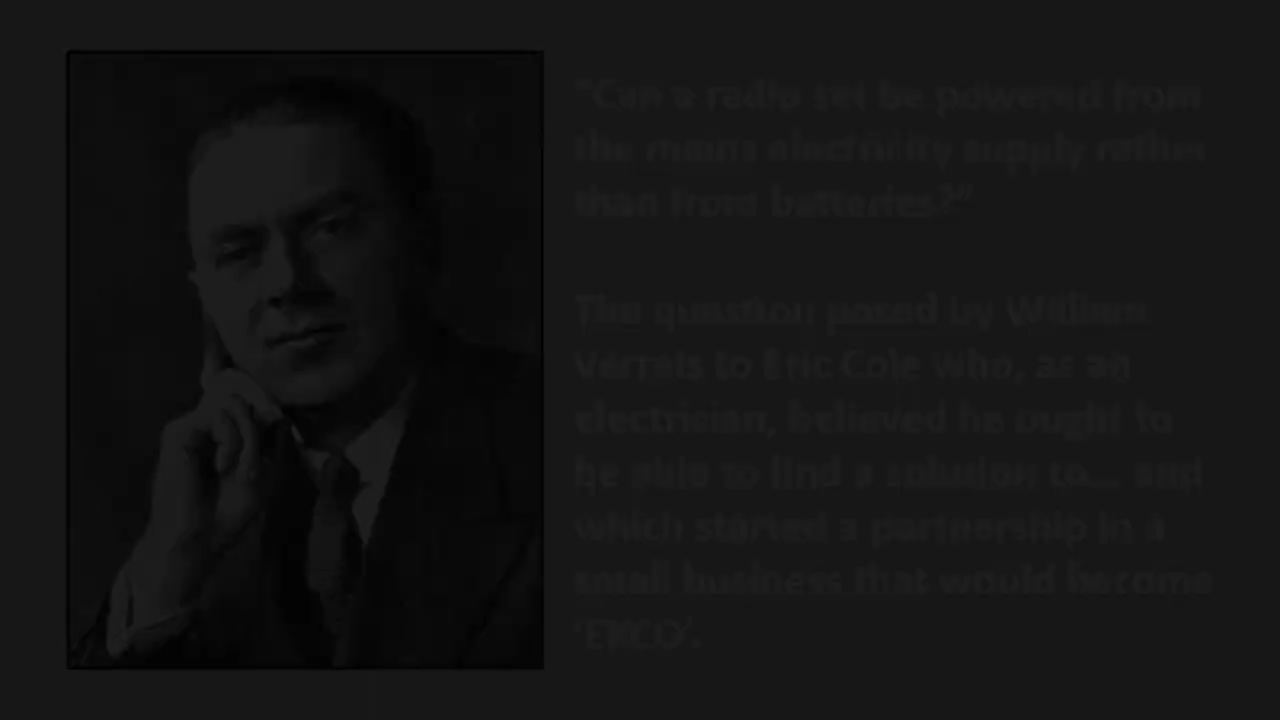 "Can a radio set be powered from
the mains electricity supply rather
than from batteries?"
The question posed by William
Verrels to Eric Cole who, as an
electrician, believed he ought to
be able to find a solution to... and
which started a partnership in a
small business that would become
'EKCO'.